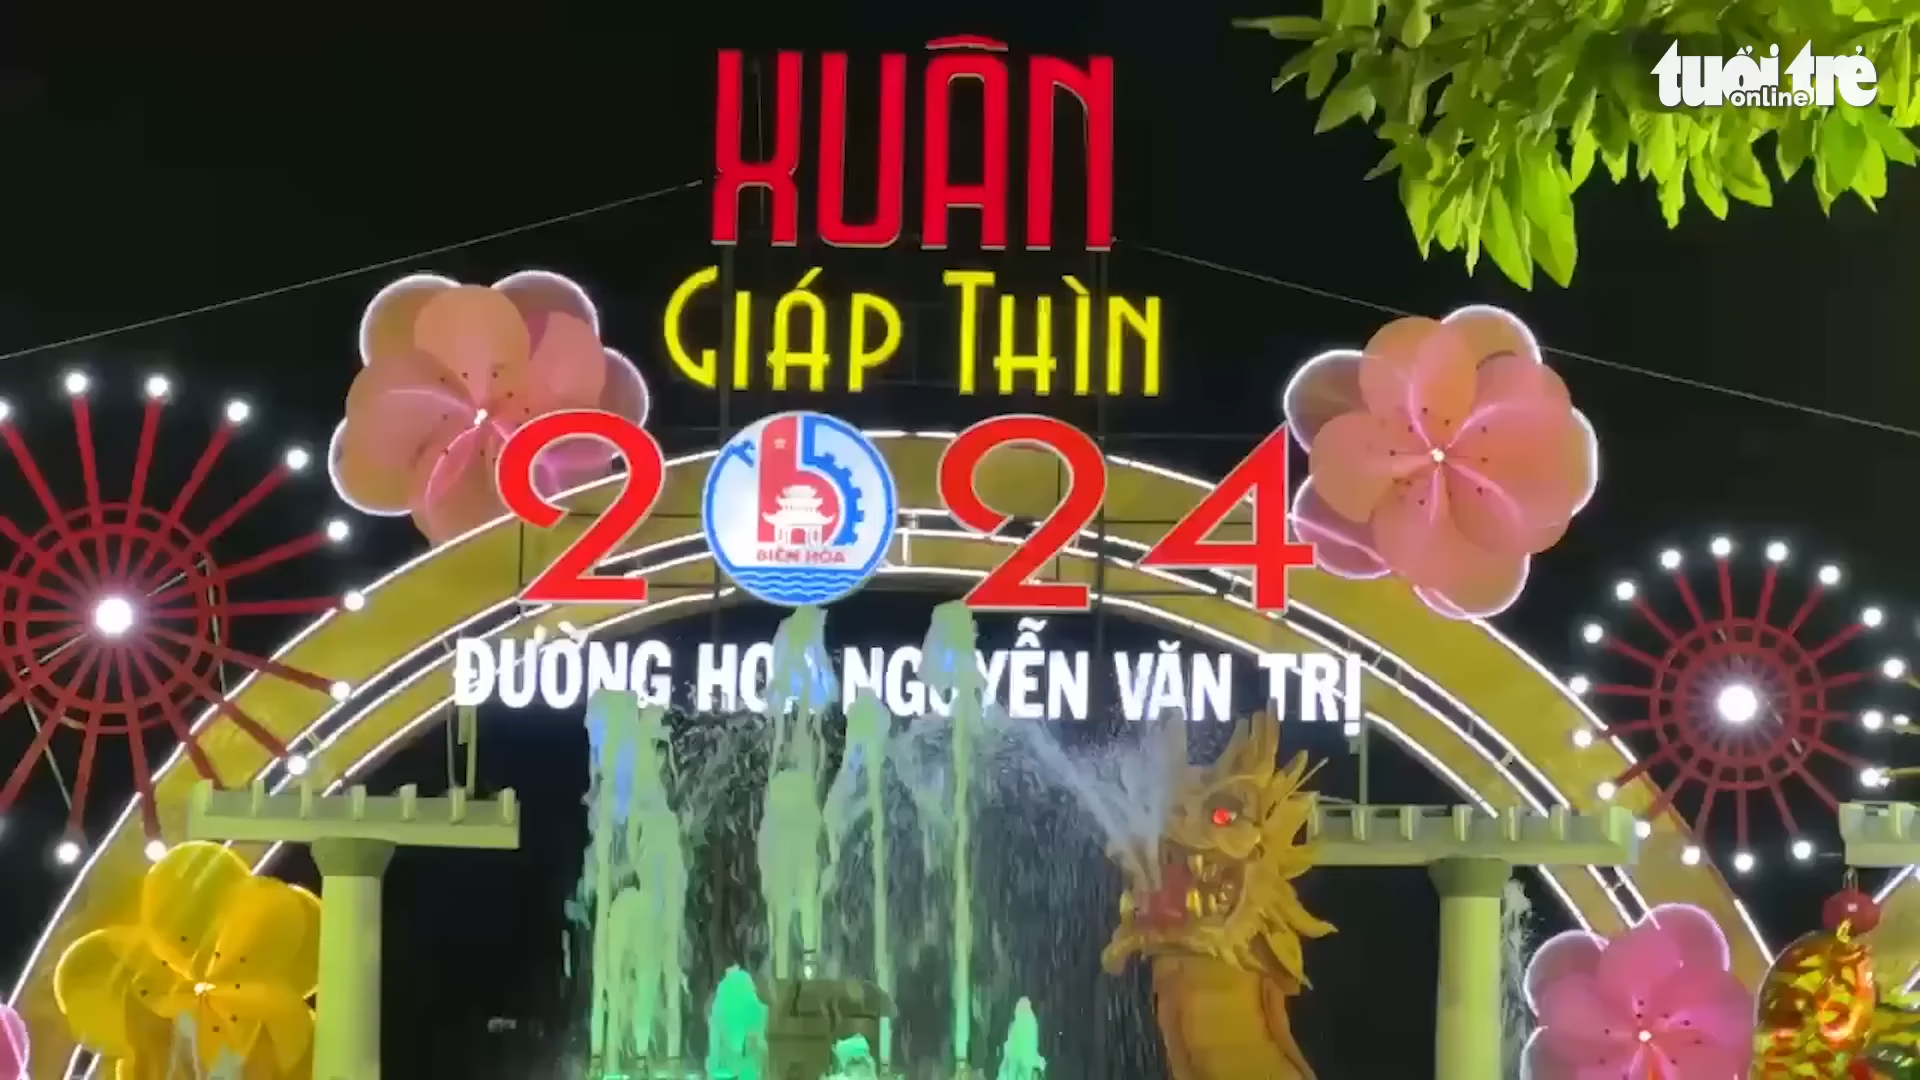 tuổi trẻ
online
XUÂN
GIÁP THÌN
2024
BIÊN HÒA
ĐƯỜNG HOA NGUYỄN VĂN TRỊ